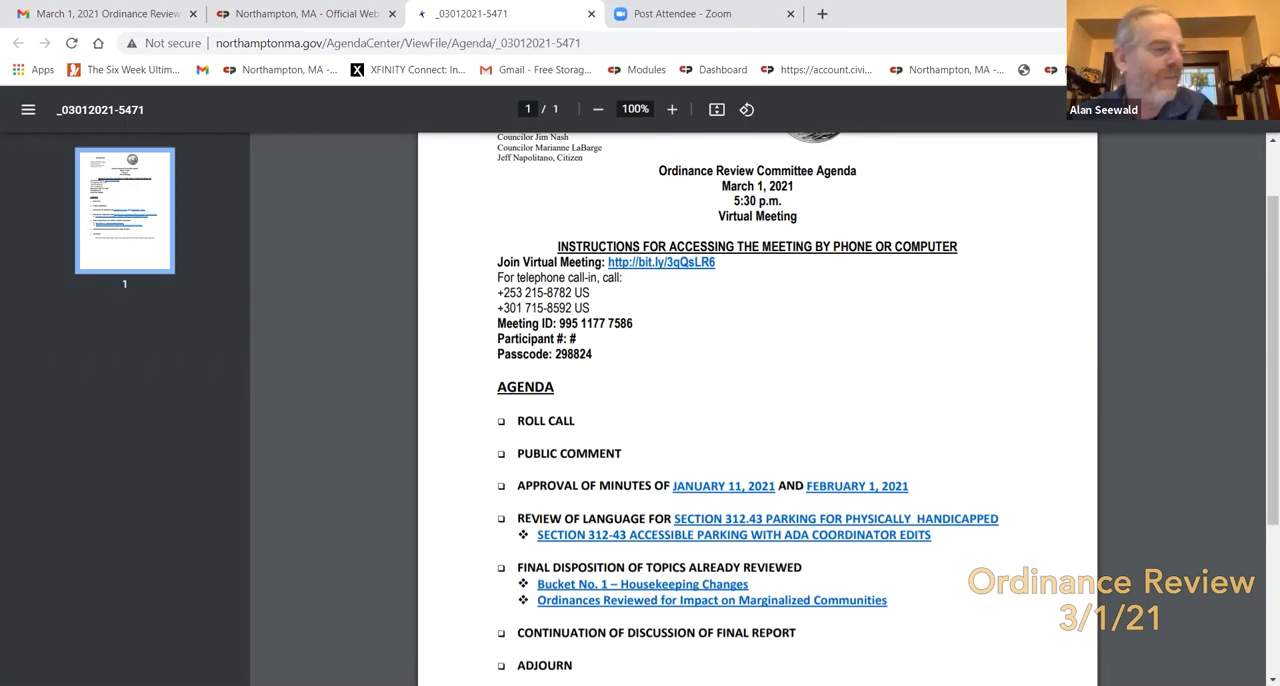 March 1, 2021 Ordinance Review
Northampton, MA - Official Web
_03012021-5471
Post Attendee - Zoom
Not secure
northamptonma.gov/AgendaCenter/ViewFile/Agenda/_03012021-5471
Apps
The Six Week Ultim...
Northampton, MA -...
XFINITY Connect: In...
Gmail - Free Storag...
Modules
Dashboard
https://account.civi...
Northampton, MA -...
Alan Seewald
_03012021-5471
1 / 1
100%
1
Councilor Jim Nash
Councilor Marianne LaBarge
Jeff Napolitano, Citizen
Ordinance Review Committee Agenda
March 1, 2021
5:30 p.m.
Virtual Meeting
INSTRUCTIONS FOR ACCESSING THE MEETING BY PHONE OR COMPUTER
Join Virtual Meeting: http://bit.ly/3qQsLR6
For telephone call-in, call:
+253 215-8782 US
+301 715-8592 US
Meeting ID: 995 1177 7586
Participant #: #
Passcode: 298824
AGENDA
ROLL CALL
PUBLIC COMMENT
APPROVAL OF MINUTES OF JANUARY 11, 2021 AND FEBRUARY 1, 2021
REVIEW OF LANGUAGE FOR SECTION 312.43 PARKING FOR PHYSICALLY HANDICAPPED
SECTION 312-43 ACCESSIBLE PARKING WITH ADA COORDINATOR EDITS
FINAL DISPOSITION OF TOPICS ALREADY REVIEWED
Bucket No. 1 – Housekeeping Changes
Ordinances Reviewed for Impact on Marginalized Communities
CONTINUATION OF DISCUSSION OF FINAL REPORT
ADJOURN
Ordinance Review
3/1/21